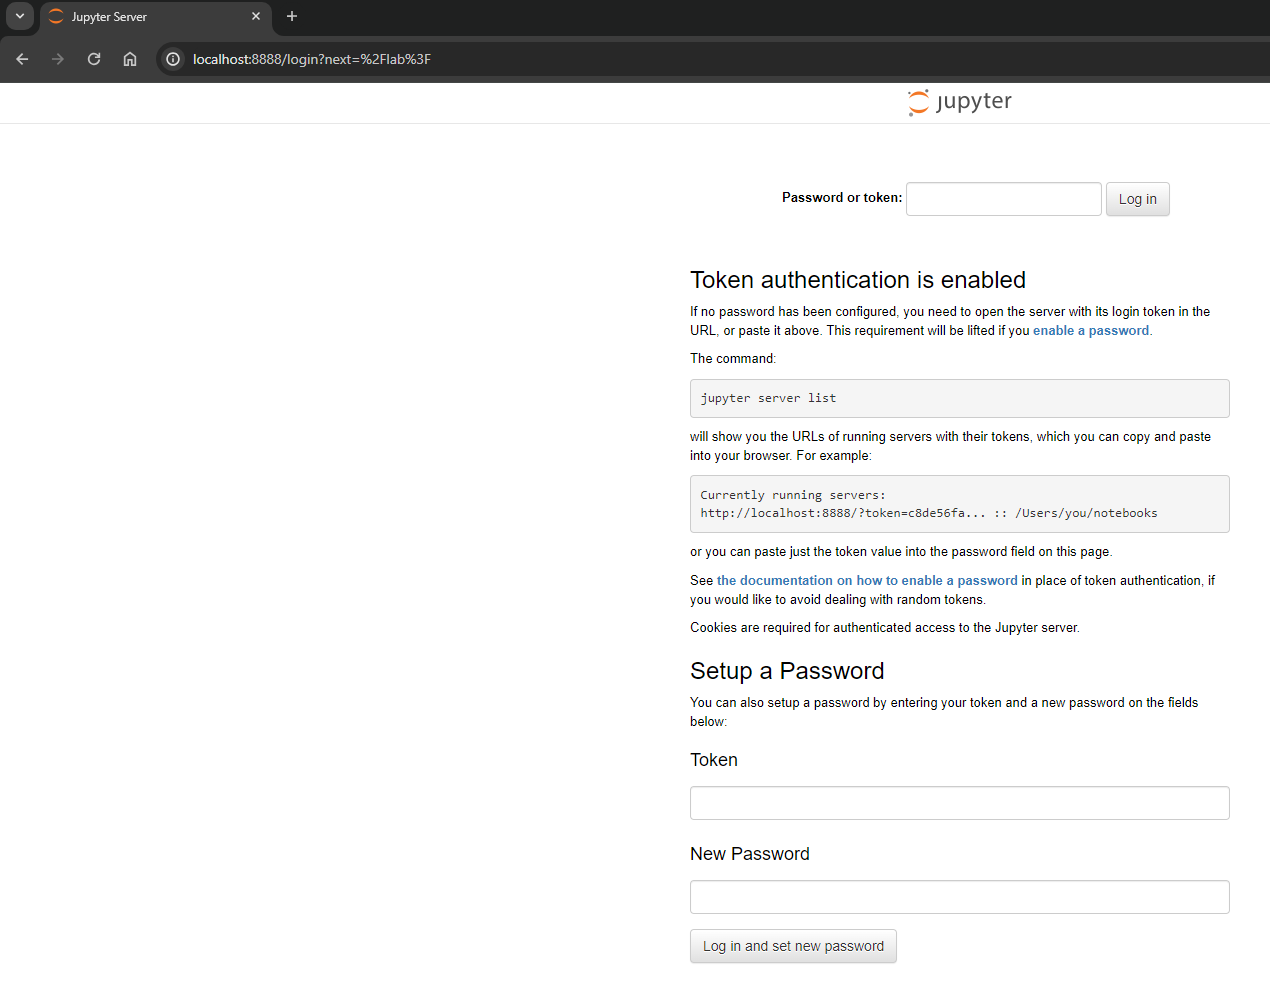 Jupyter Server
localhost:8888/login?next=%2Flab%3F
jupyter
Password or token:
Log in
Token authentication is enabled
If no password has been configured, you need to open the server with its login token in the
URL, or paste it above. This requirement will be lifted if you enable a password.
The command:
jupyter server list
will show you the URLs of running servers with their tokens, which you can copy and paste
into your browser. For example:
Currently running servers:
http://localhost:8888/?token=c8de56fa... :: /Users/you/notebooks
or you can paste just the token value into the password field on this page.
See the documentation on how to enable a password in place of token authentication, if
you would like to avoid dealing with random tokens.
Cookies are required for authenticated access to the Jupyter server.
Setup a Password
You can also setup a password by entering your token and a new password on the fields
below:
Token
New Password
Log in and set new password